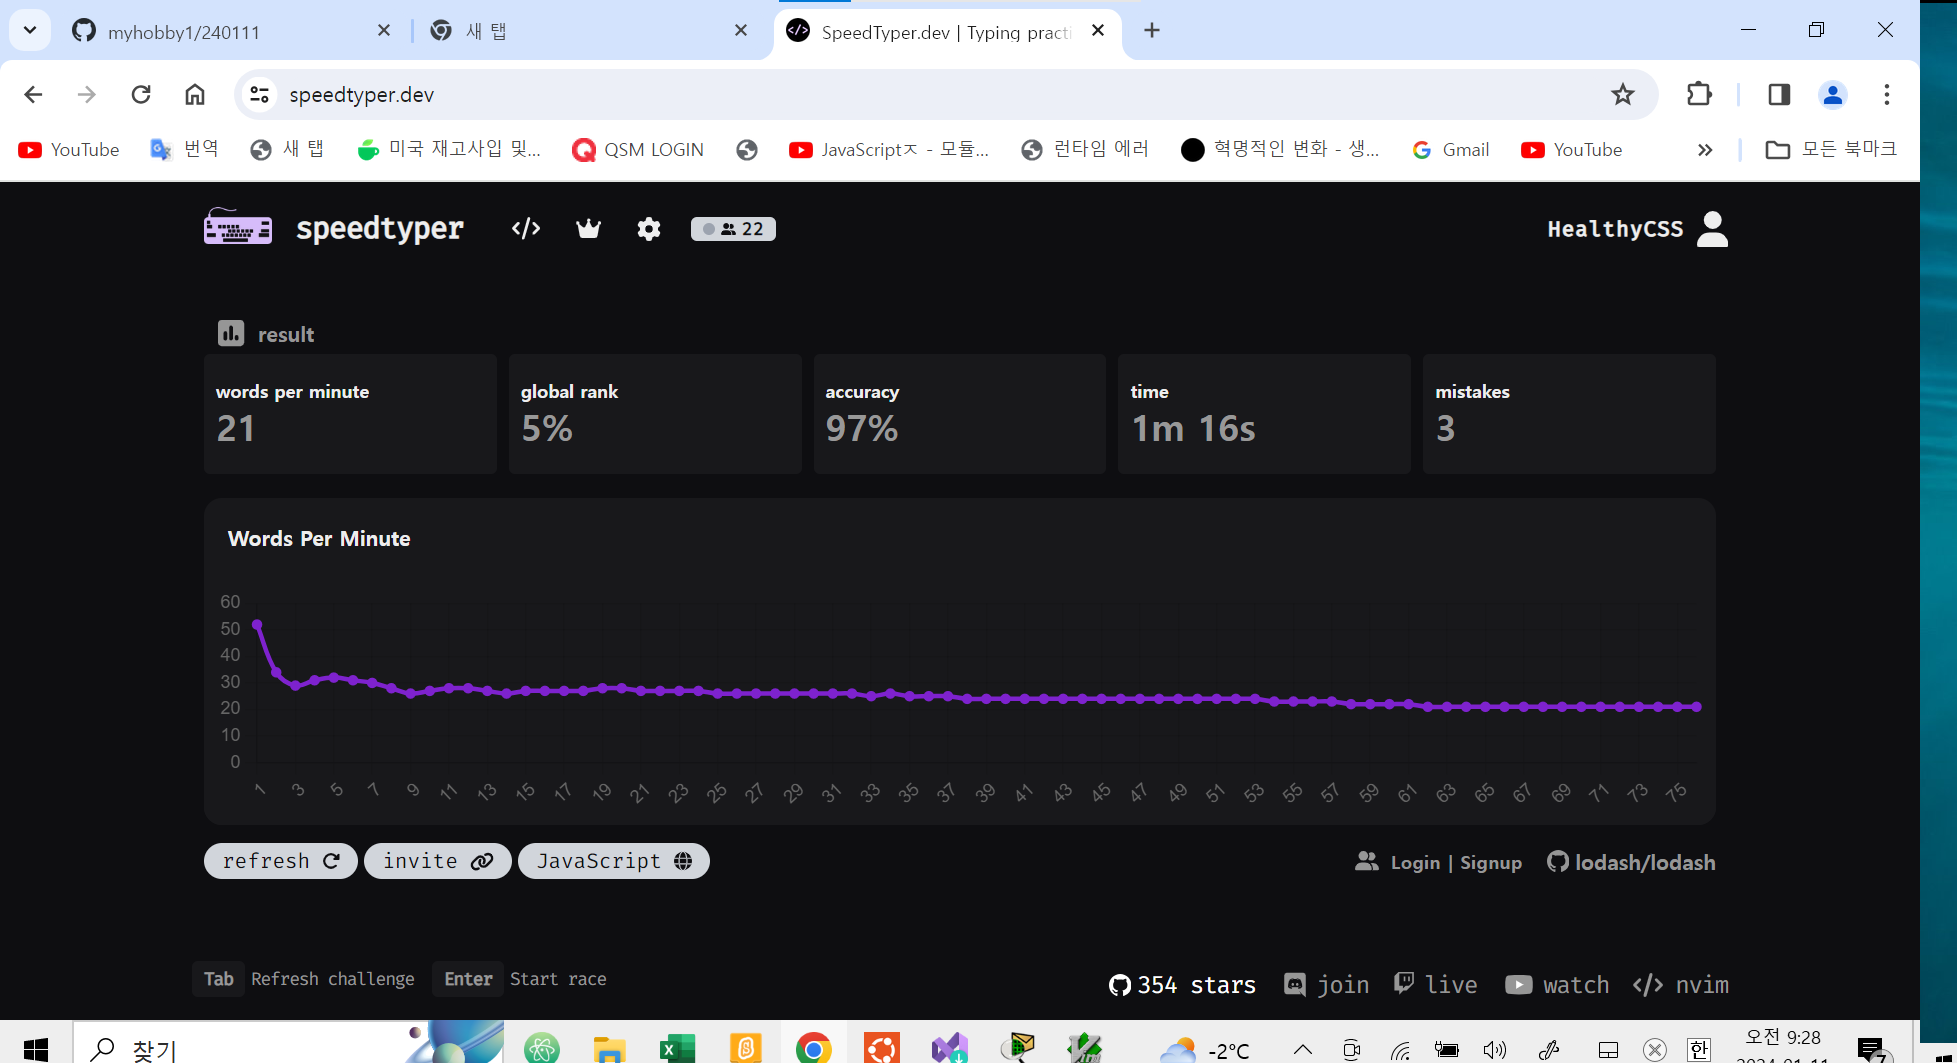 myhobby1/240111
새 탭
SpeedTyper.dev | Typing practi
speedtyper.dev
YouTube 번역 새 탭 미국 재고사입 및... QSM LOGIN JavaScriptㅈ - 모듈... 런타임 에러 혁명적인 변화 - 생... Gmail YouTube » 모든 북마크
speedtyper </> 22 HealthyCSS
result
words per minute
21
global rank
5%
accuracy
97%
time
1m 16s
mistakes
3
Words Per Minute
60
50
40
30
20
10
0
1 3 5 7 9 11 13 15 17 19 21 23 25 27 29 31 33 35 37 39 41 43 45 47 49 51 53 55 57 59 61 63 65 67 69 71 73 75
refresh invite JavaScript Login | Signup lodash/lodash
Tab Refresh challenge Enter Start race 354 stars join live watch </> nvim
찾기 -2°C 한 오전 9:28
2024-01-11